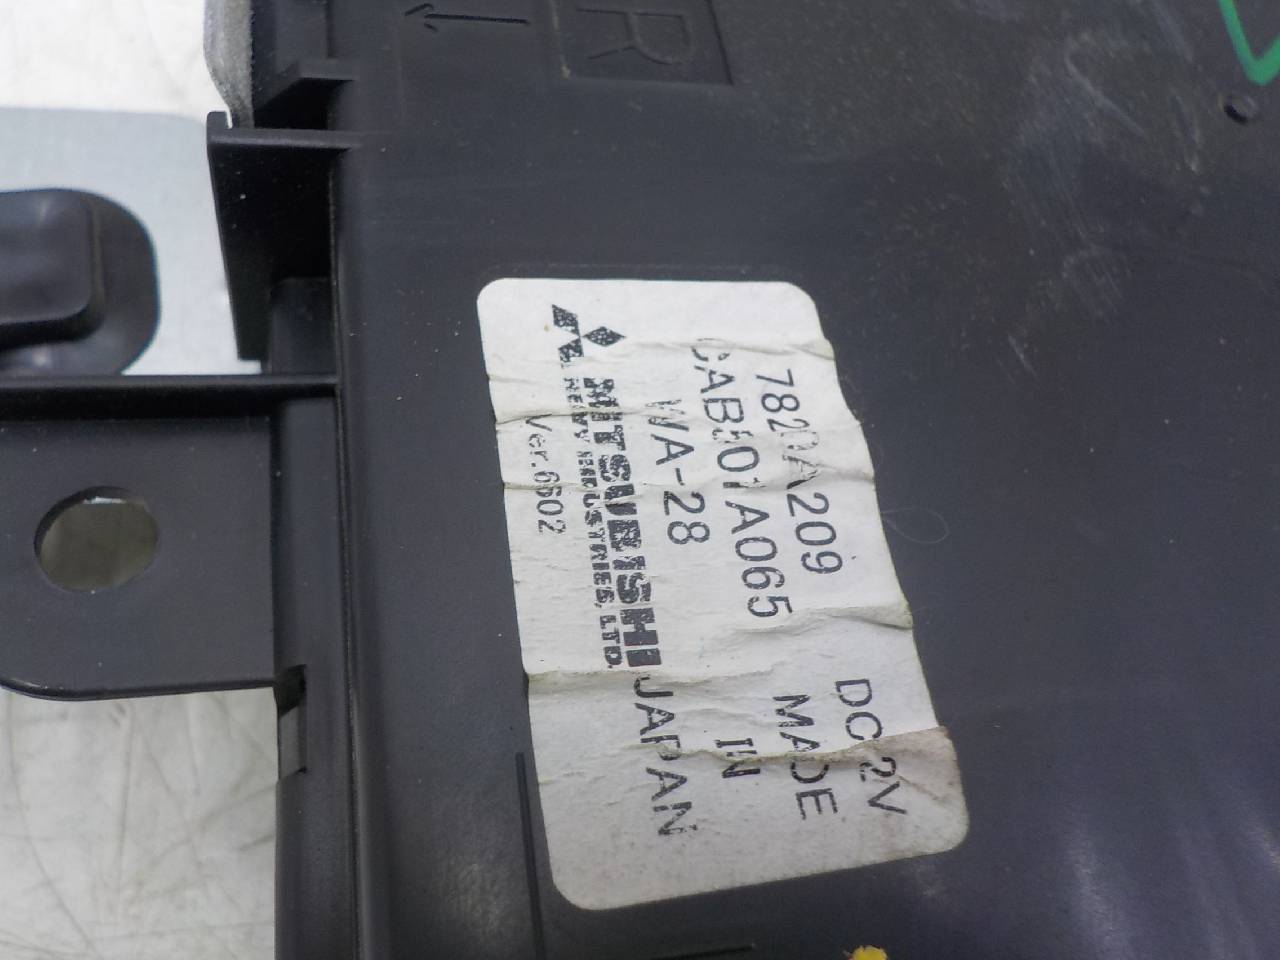 R
7820A209
CAB501A065
WA-28
MITSUBISHI
HEAVY INDUSTRIES, LTD.
Ver.6602
DC12V
MADE
IN
JAPAN